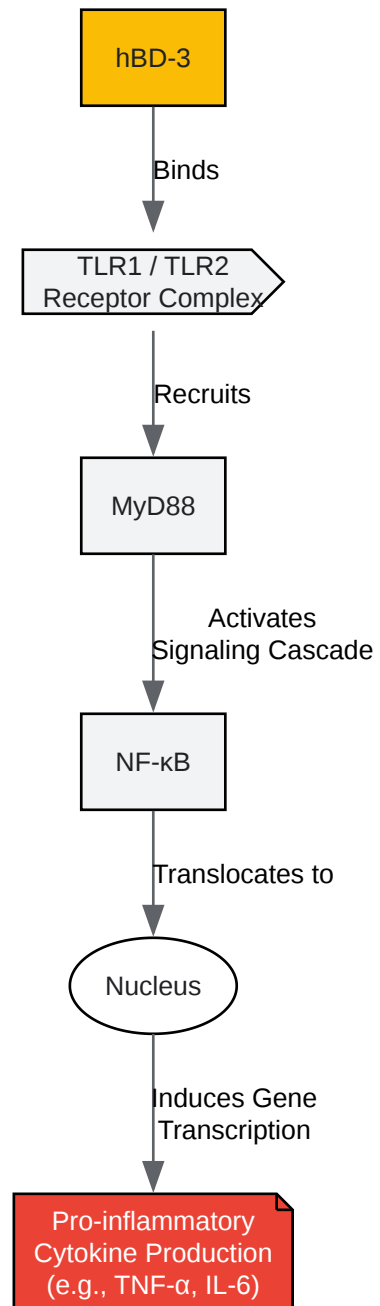 hBD-3
Binds
TLR1 / TLR2
Receptor Complex
Recruits
MyD88
Activates
Signaling Cascade
NF-κB
Translocates to
Nucleus
Induces Gene
Transcription
Pro-inflammatory
Cytokine Production
(e.g., TNF-α, IL-6)